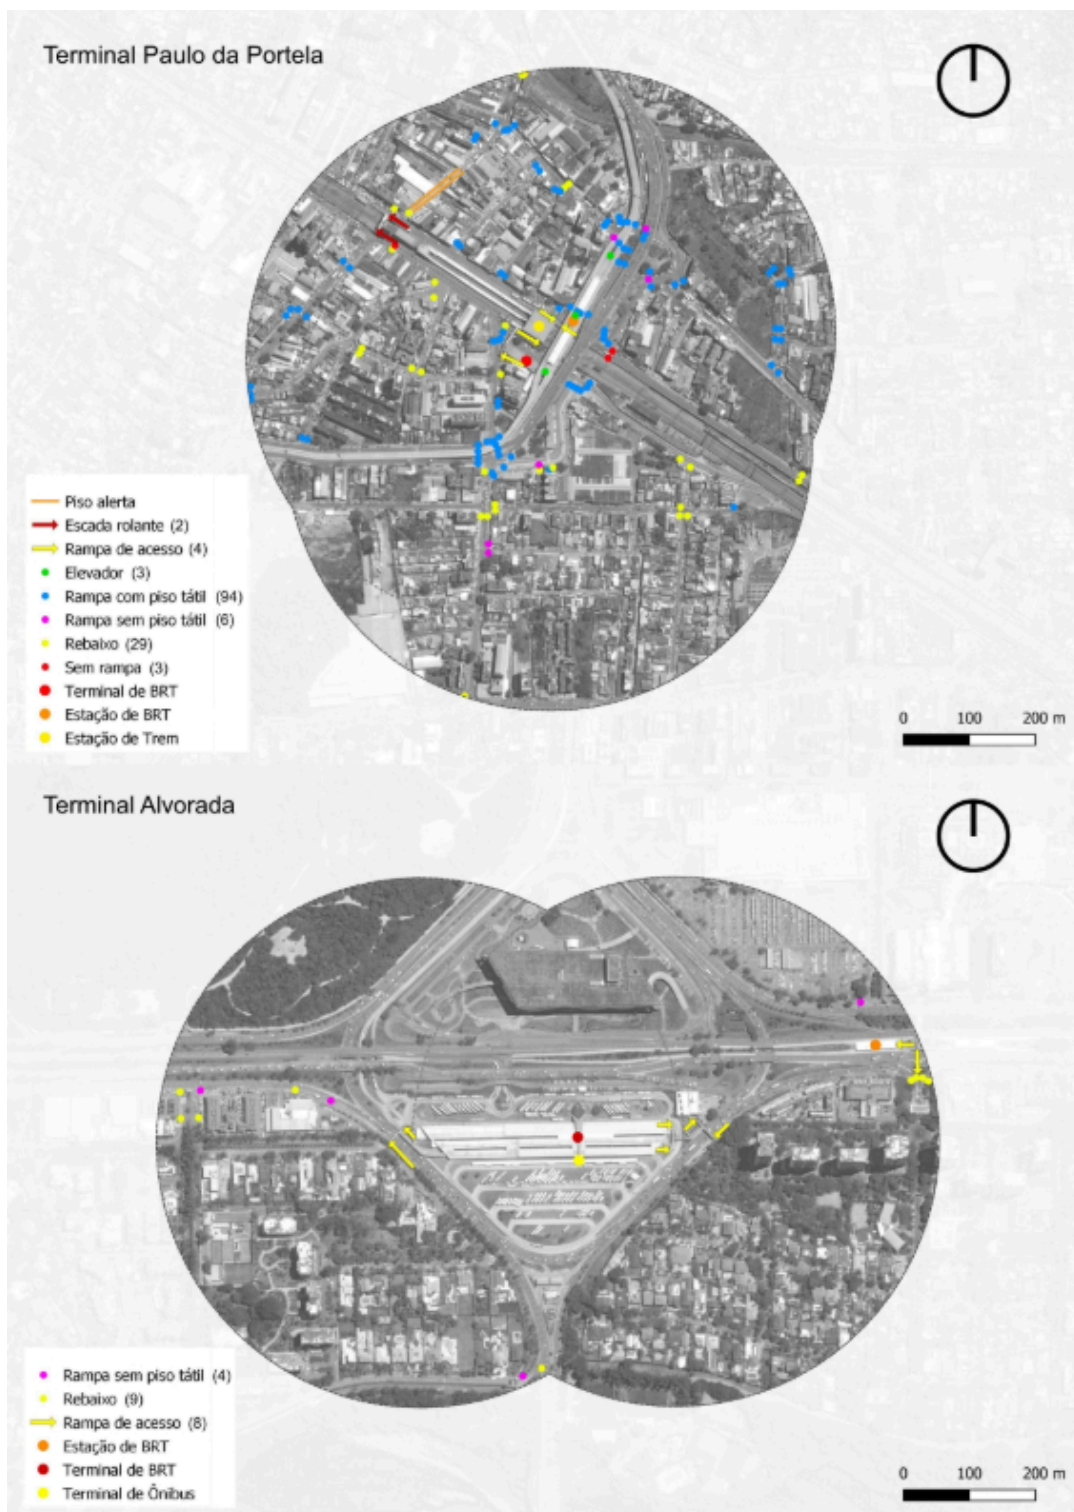 Terminal Paulo da Portela
Piso alerta
Escada rolante (2)
Rampa de acesso (4)
Elevador (3)
Rampa com piso tátil (94)
Rampa sem piso tátil (6)
Rebaixo (29)
Sem rampa (3)
Terminal de BRT
Estação de BRT
Estação de Trem
0 100 200 m
Terminal Alvorada
Rampa sem piso tátil (4)
Rebaixo (9)
Rampa de acesso (8)
Estação de BRT
Terminal de BRT
Terminal de Ônibus
0 100 200 m